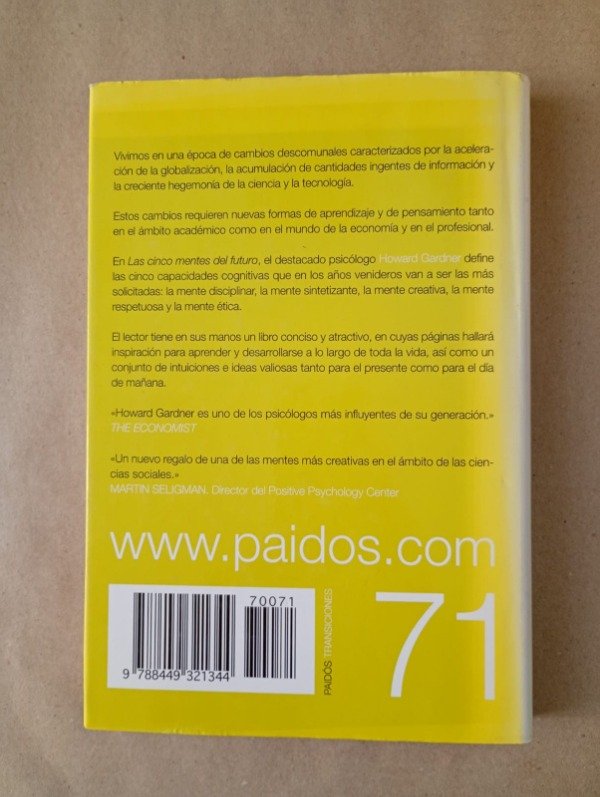 Vivimos en una época de cambios descomunales caracterizados por la acelera-
ción de la globalización, la acumulación de cantidades ingentes de información y
la creciente hegemonía de la ciencia y la tecnología.
Estos cambios requieren nuevas formas de aprendizaje y de pensamiento tanto
en el ámbito académico como en el mundo de la economía y en el profesional.
En Las cinco mentes del futuro, el destacado psicólogo Howard Gardner define
las cinco capacidades cognitivas que en los años venideros van a ser las más
solicitadas: la mente disciplinar, la mente sintetizante, la mente creativa, la mente
respetuosa y la mente ética.
El lector tiene en sus manos un libro conciso y atractivo, en cuyas páginas hallará
inspiración para aprender y desarrollarse a lo largo de toda la vida, así como un
conjunto de intuiciones e ideas valiosas tanto para el presente como para el día
de mañana.
«Howard Gardner es uno de los psicólogos más influyentes de su generación.»
THE ECONOMIST
«Un nuevo regalo de una de las mentes más creativas en el ámbito de las cien-
cias sociales.»
MARTIN SELIGMAN. Director del Positive Psychology Center
www.paidos.com
70071
9 788449 321344
PAIDÓS TRANSICIONES
71